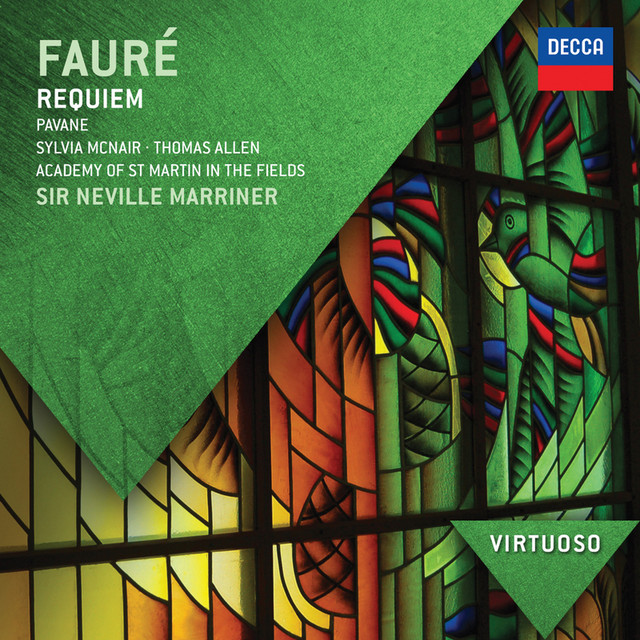 FAURÉ
REQUIEM
PAVANE
SYLVIA MCNAIR · THOMAS ALLEN
ACADEMY OF ST MARTIN IN THE FIELDS
SIR NEVILLE MARRINER
DECCA
VIRTUOSO